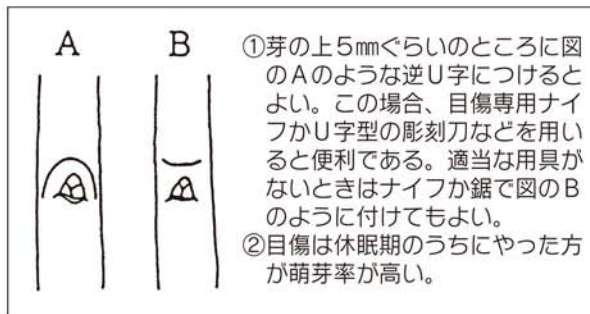 A B
①芽の上5㎜ぐらいのところに図
のAのような逆U字につけると
よい。この場合、目傷専用ナイ
フかU字型の彫刻刀などを用い
ると便利である。適当な用具が
ないときはナイフか鋸で図のB
のように付けてもよい。
②目傷は休眠期のうちにやった方
が萌芽率が高い。